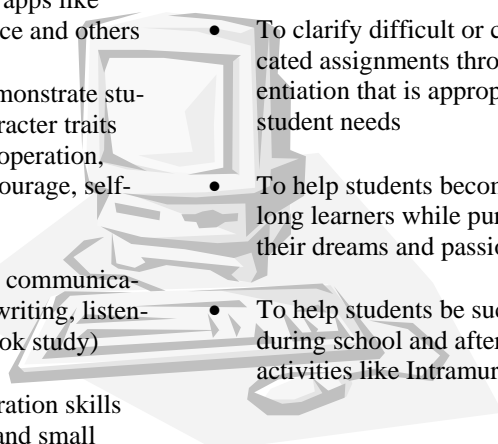 apps like
ce and others
monstrate stu-
racter traits
operation,
ourage, self-
communica-
writing, listen-
ok study)
ration skills
and small
• To clarify difficult or c
cated assignments thro
entiation that is approp
student needs
• To help students becom
long learners while pur
their dreams and passio
• To help students be suc
during school and after
activities like Intramur